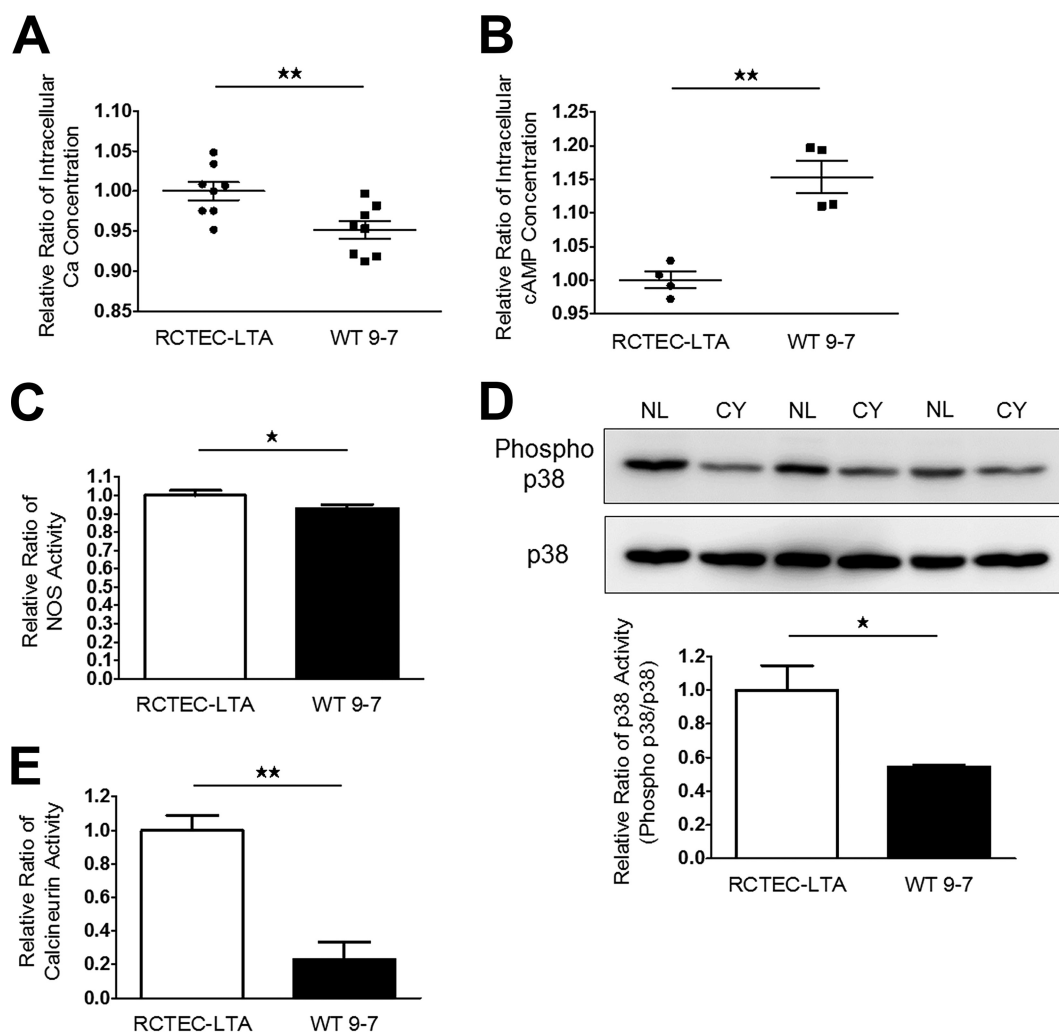 A
★★
Relative Ratio of Intracellular
Ca Concentration
1.10
1.05
1.00
0.95
0.90
0.85
RCTEC-LTA WT 9-7
B
★★
Relative Ratio of Intracellular
cAMP Concentration
1.25
1.20
1.15
1.10
1.05
1.00
0.95
RCTEC-LTA WT 9-7
C
★
Relative Ratio of
NOS Activity
1.1
1.0
0.9
0.8
0.7
0.6
0.5
0.4
0.3
0.2
0.1
0.0
RCTEC-LTA WT 9-7
D
NL CY NL CY NL CY
Phospho
p38
p38
★
Relative Ratio of p38 Activity
(Phospho p38/p38)
1.2
1.0
0.8
0.6
0.4
0.2
0.0
RCTEC-LTA WT 9-7
E
★★
Relative Ratio of
Calcineurin Activity
1.2
1.0
0.8
0.6
0.4
0.2
0.0
RCTEC-LTA WT 9-7